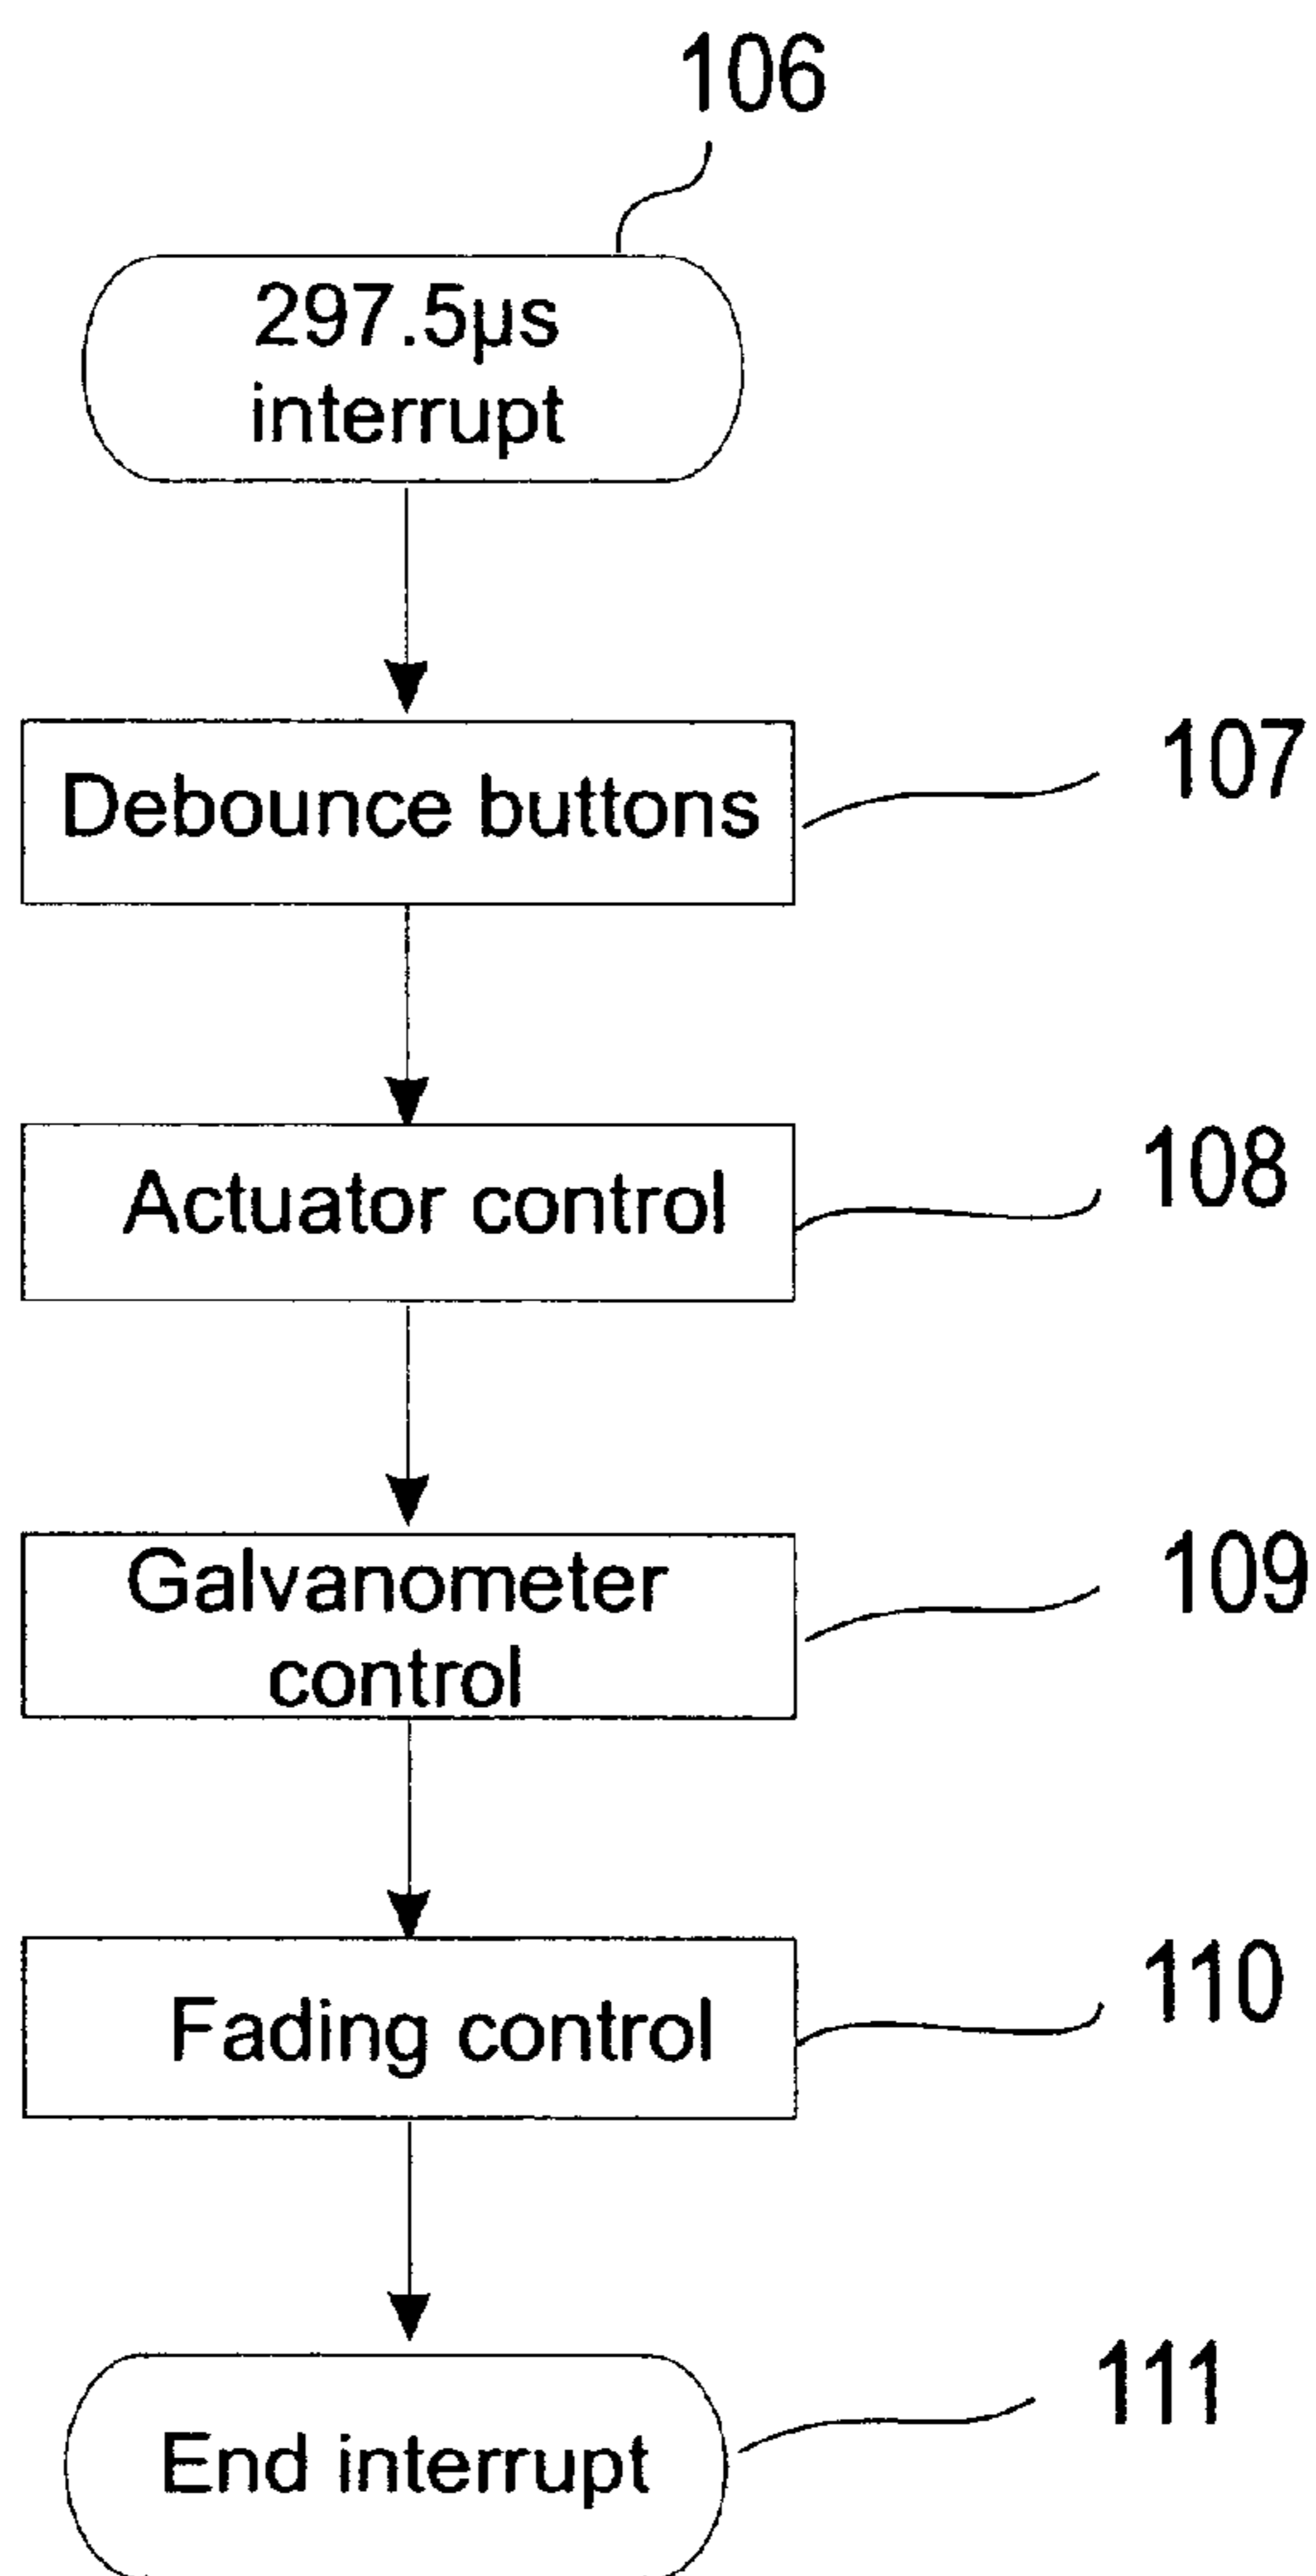 106
297.5µs
interrupt
Debounce buttons
107
Actuator control
108
Galvanometer
control
109
Fading control
110
End interrupt
111